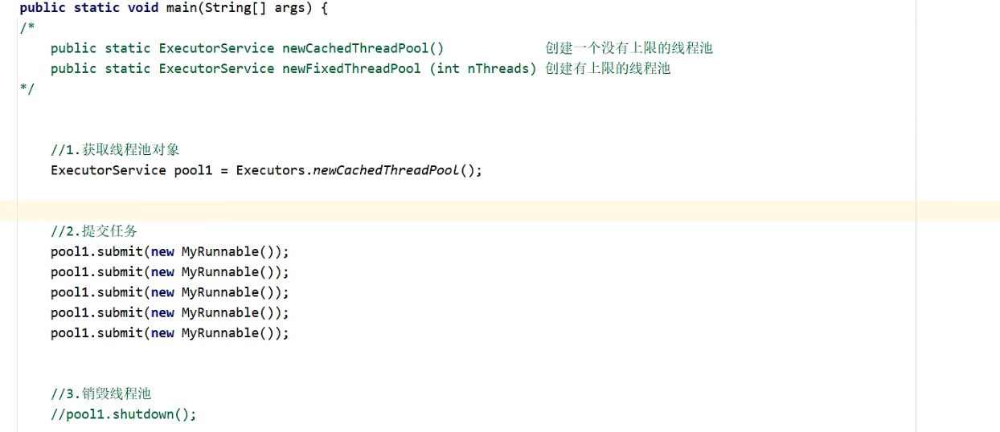 public static void main(String[] args) {
/*
public static ExecutorService newCachedThreadPool() 创建一个没有上限的线程池
public static ExecutorService newFixedThreadPool (int nThreads) 创建有上限的线程池
*/
//1.获取线程池对象
ExecutorService pool1 = Executors.newCachedThreadPool();
//2.提交任务
pool1.submit(new MyRunnable());
pool1.submit(new MyRunnable());
pool1.submit(new MyRunnable());
pool1.submit(new MyRunnable());
pool1.submit(new MyRunnable());
//3.销毁线程池
//pool1.shutdown();